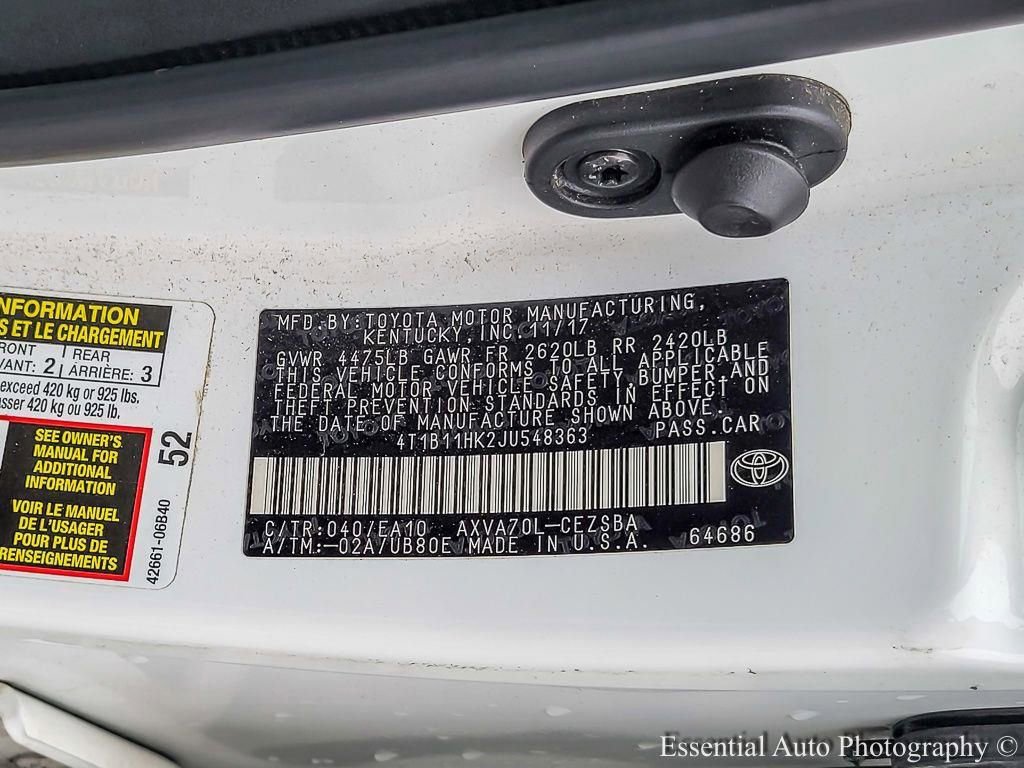 NFORMATION
S ET LE CHARGEMENT
FRONT
VANT: 2
REAR
ARRIÈRE: 3
exceed 420 kg or 925 lbs.
asser 420 kg ou 925 lb.
SEE OWNER'S
MANUAL FOR
ADDITIONAL
INFORMATION
VOIR LE MANUEL
DE L'USAGER
POUR PLUS DE
RENSEIGNEMENTS
52
42661-06B40
MFD.BY:TOYOTA MOTOR MANUFACTURING,
KENTUCKY, INC. 11/17
GVWR 4475LB GAWR FR 2620LB RR 2420LB
THIS VEHICLE CONFORMS TO ALL APPLICABLE
FEDERAL MOTOR VEHICLE SAFETY,BUMPER AND
THEFT PREVENTION STANDARDS IN EFFECT ON
THE DATE OF MANUFACTURE SHOWN ABOVE.
4T1B11HK2JU548363 PASS.CAR
C/TR:040/EA10 AXVA70L-CEZSBA
A/TM:-02A/UB80E MADE IN U.S.A. 64686
Essential Auto Photography ©